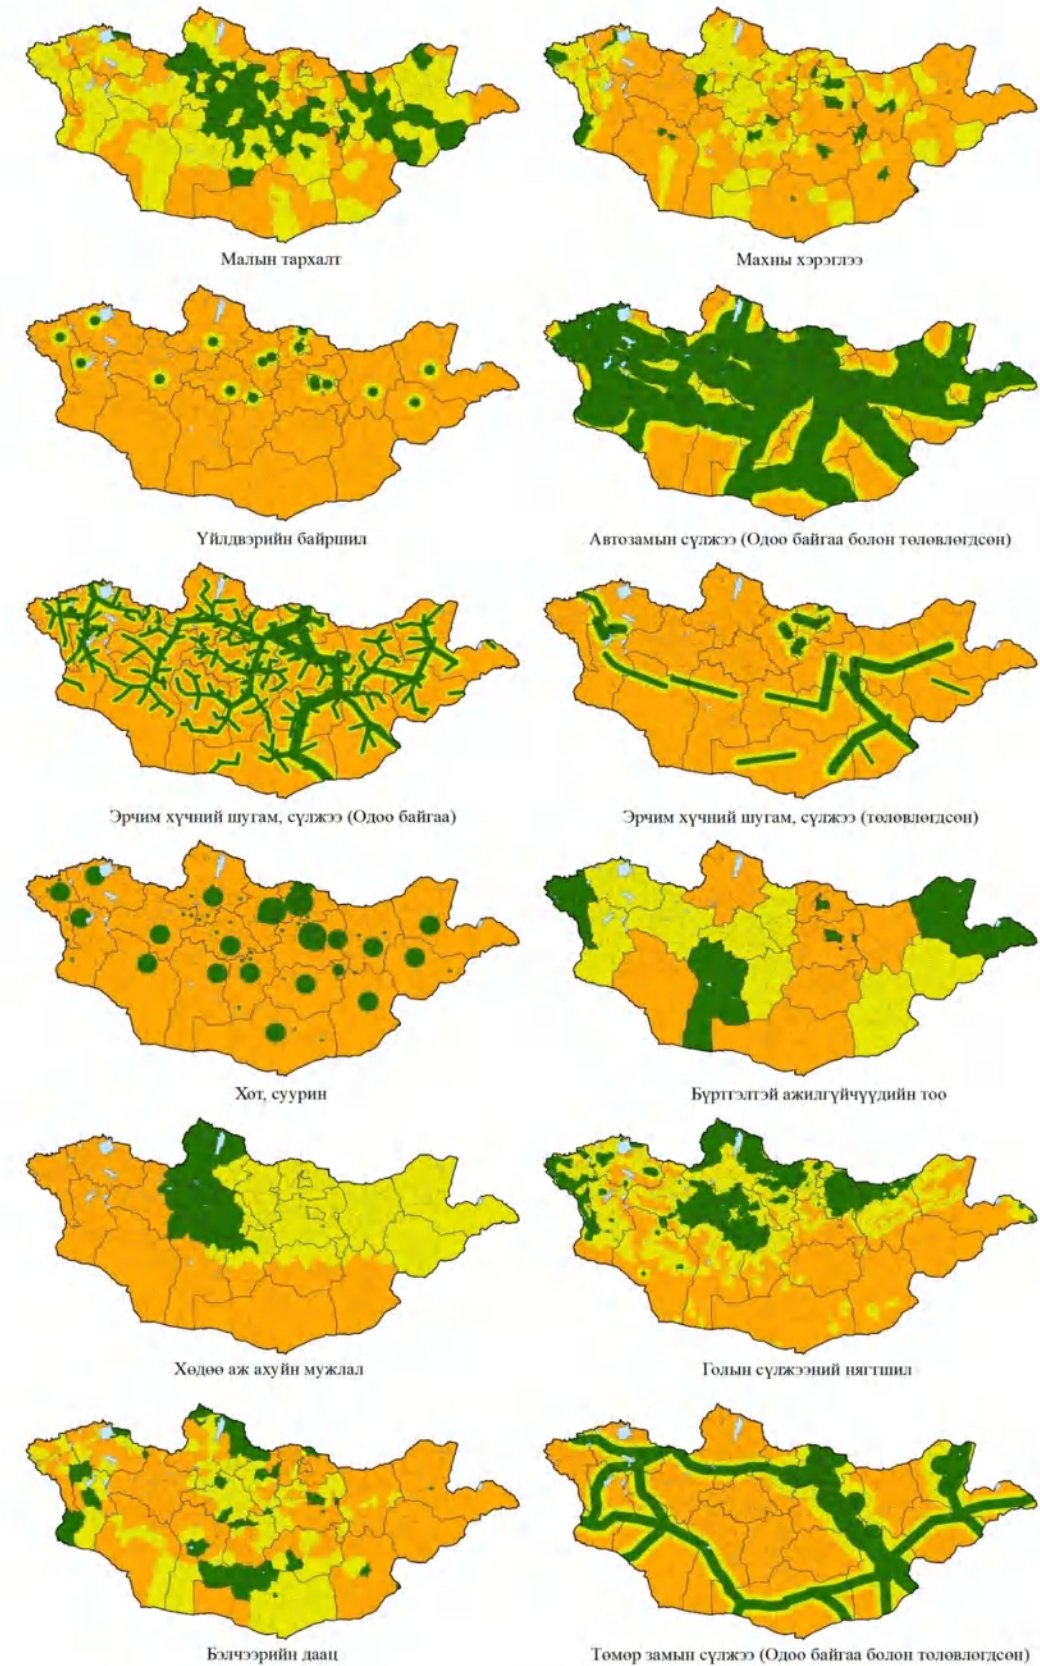 Малын тархалт
Махны хэрэглээ
Үйлдвэрийн байршил
Автозамын сүлжээ (Одоо байгаа болон төлөвлөгдсөн)
Эрчим хүчний шугам, сүлжээ (Одоо байгаа)
Эрчим хүчний шугам, сүлжээ (төлөвлөгдсөн)
Хот, суурин
Бүртгэлтэй ажилгүйчүүдийн тоо
Хөдөө аж ахуйн мужлал
Голын сүлжээний нягтшил
Бэлчээрийн даац
Төмөр замын сүлжээ (Одоо байгаа болон төлөвлөгдсөн)